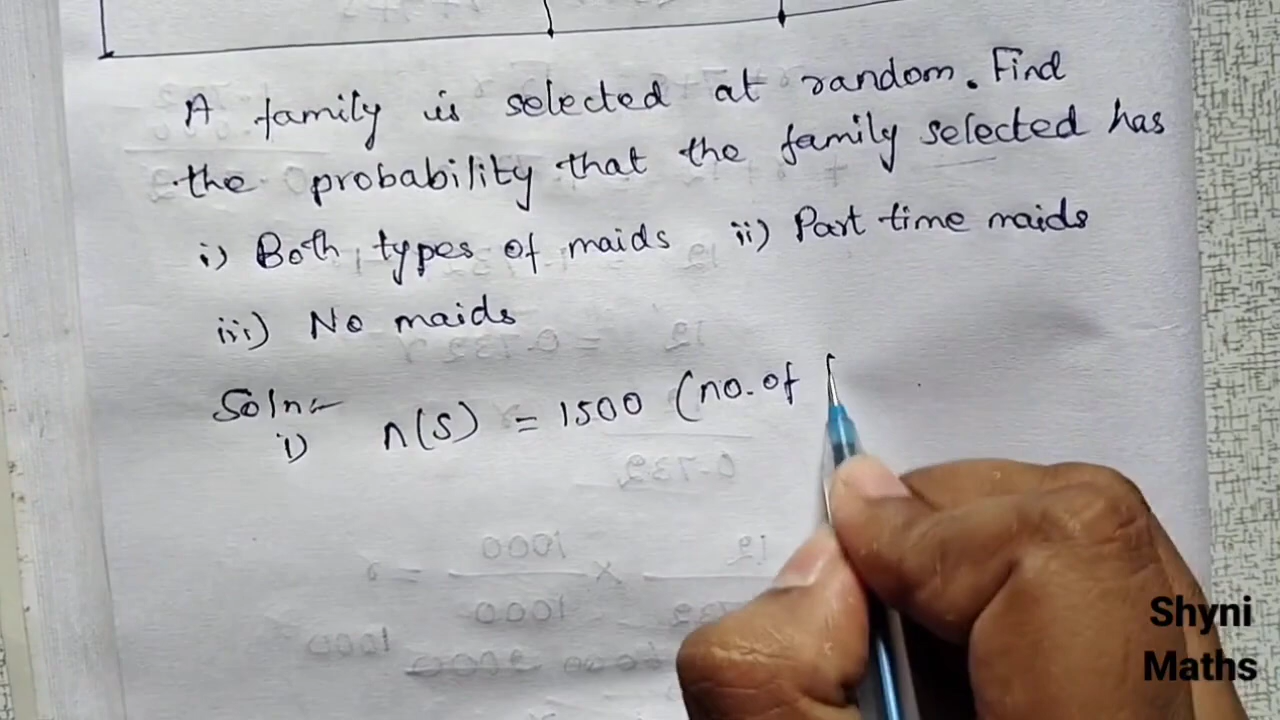 A family is selected at random. Find
the probability that the family selected has
i) Both types of maids ii) Part time maids
iii) No maids
Soln:-
i) n(S) = 1500 (no. of
Shyni
Maths